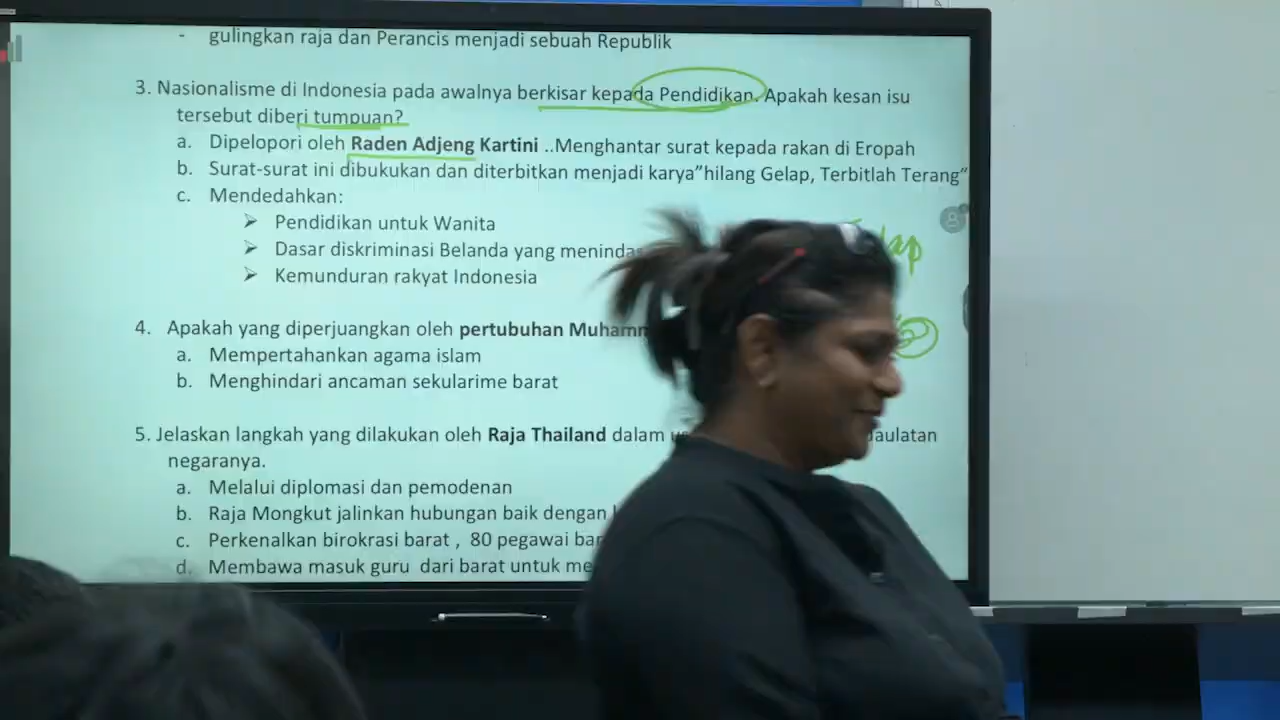 - gulingkan raja dan Perancis menjadi sebuah Republik
3. Nasionalisme di Indonesia pada awalnya berkisar kepada Pendidikan. Apakah kesan isu
tersebut diberi tumpuan?
a. Dipelopori oleh Raden Adjeng Kartini ..Menghantar surat kepada rakan di Eropah
b. Surat-surat ini dibukukan dan diterbitkan menjadi karya"hilang Gelap, Terbitlah Terang"
c. Mendedahkan:
➢ Pendidikan untuk Wanita
➢ Dasar diskriminasi Belanda yang menindas
➢ Kemunduran rakyat Indonesia
4. Apakah yang diperjuangkan oleh pertubuhan
a. Mempertahankan agama islam
b. Menghindari ancaman sekularime barat
5. Jelaskan langkah yang dilakukan oleh Raja Thailand dalam
negaranya.
a. Melalui diplomasi dan pemodenan
b. Raja Mongkut jalinkan hubungan baik dengan
c. Perkenalkan birokrasi barat , 80 pegawai
d. Membawa masuk guru dari barat untuk